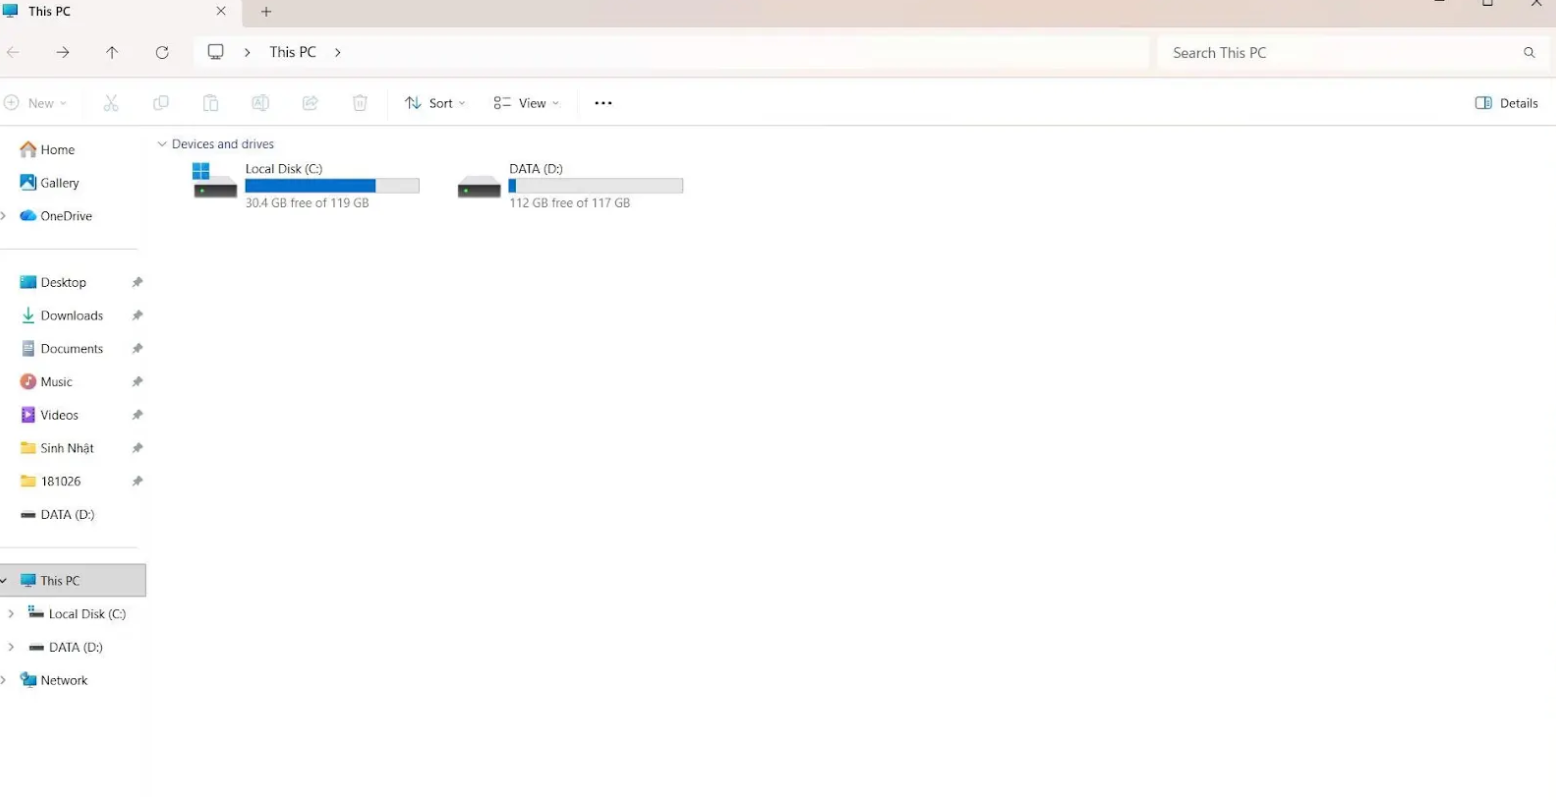 This PC
This PC
Search This PC
New
Sort
View
Details
Home
Gallery
OneDrive
Desktop
Downloads
Documents
Music
Videos
Sinh Nhật
181026
DATA (D:)
This PC
Local Disk (C:)
DATA (D:)
Network
Devices and drives
Local Disk (C:)
30.4 GB free of 119 GB
DATA (D:)
112 GB free of 117 GB